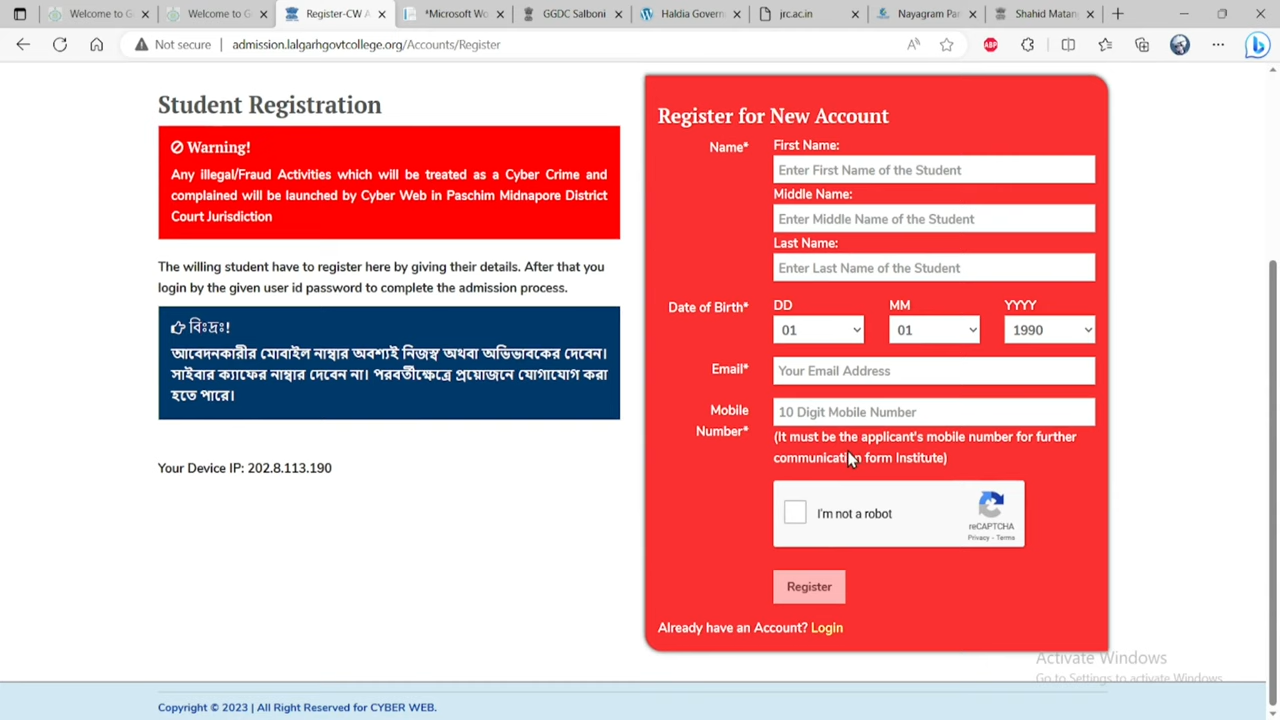 Welcome to G
Welcome to G
Register-CW A
*Microsoft Wo
GGDC Salboni
Haldia Govern
jrc.ac.in
Nayagram Pan
Shahid Matan
Not secure
admission.lalgarhgovtcollege.org/Accounts/Register
ABP
Student Registration
Warning!
Any illegal/Fraud Activities which will be treated as a Cyber Crime and
complained will be launched by Cyber Web in Paschim Midnapore District
Court Jurisdiction
The willing student have to register here by giving their details. After that you
login by the given user id password to complete the admission process.
বিঃদ্রঃ!
আবেদনকারীর মোবাইল নাম্বার অবশ্যই নিজস্ব অথবা অভিভাবকের দেবেন।
সাইবার ক্যাফের নাম্বার দেবেন না। পরবর্তীক্ষেত্রে প্রয়োজনে যোগাযোগ করা
হতে পারে।
Your Device IP: 202.8.113.190
Register for New Account
Name*
First Name:
Enter First Name of the Student
Middle Name:
Enter Middle Name of the Student
Last Name:
Enter Last Name of the Student
Date of Birth*
DD MM YYYY
01 01 1990
Email*
Your Email Address
Mobile
Number*
10 Digit Mobile Number
(It must be the applicant's mobile number for further
communication form Institute)
I'm not a robot
reCAPTCHA
Privacy - Terms
Register
Already have an Account? Login
Activate Windows
Go to Settings to activate Windows.
Copyright © 2023 | All Right Reserved for CYBER WEB.